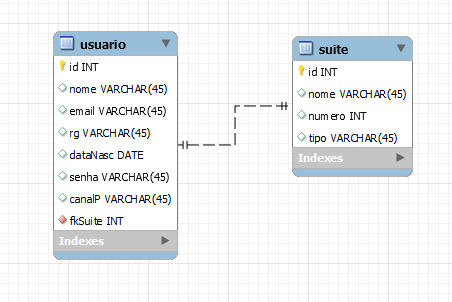 usuario
id INT
nome VARCHAR(45)
email VARCHAR(45)
rg VARCHAR(45)
dataNasc DATE
senha VARCHAR(45)
canalP VARCHAR(45)
fkSuite INT
Indexes
suite
id INT
nome VARCHAR(45)
numero INT
tipo VARCHAR(45)
Indexes